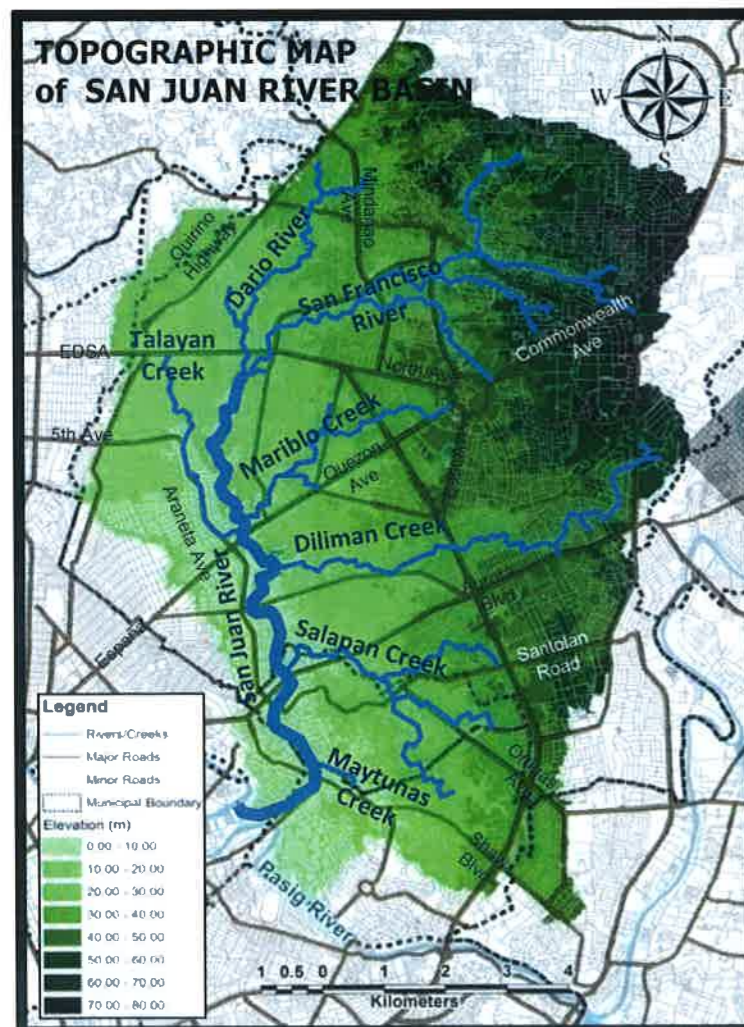 TOPOGRAPHIC MAP
of SAN JUAN RIVER BASIN
N
W
E
S
Mindanao
Ave
Quirino
Highway
Dario River
San Francisco
River
Talayan
Creek
EDSA
Commonwealth
Ave
5th Ave
Mariblo Creek
Quezon
Ave
Araneta Ave
Diliman Creek
San Juan River
Blvd
España
Salapan Creek
Santolan
Road
Ortigas
Ave
Maytunas
Creek
Shaw
Blvd
Pasig River
Legend
Rivers/Creeks
Major Roads
Minor Roads
Municipal Boundary
Elevation (m)
0.00 - 10.00
10.00 - 20.00
20.00 - 30.00
30.00 - 40.00
40.00 - 50.00
50.00 - 60.00
60.00 - 70.00
70.00 - 80.00
1 0.5 0 1 2 3 4
Kilometers